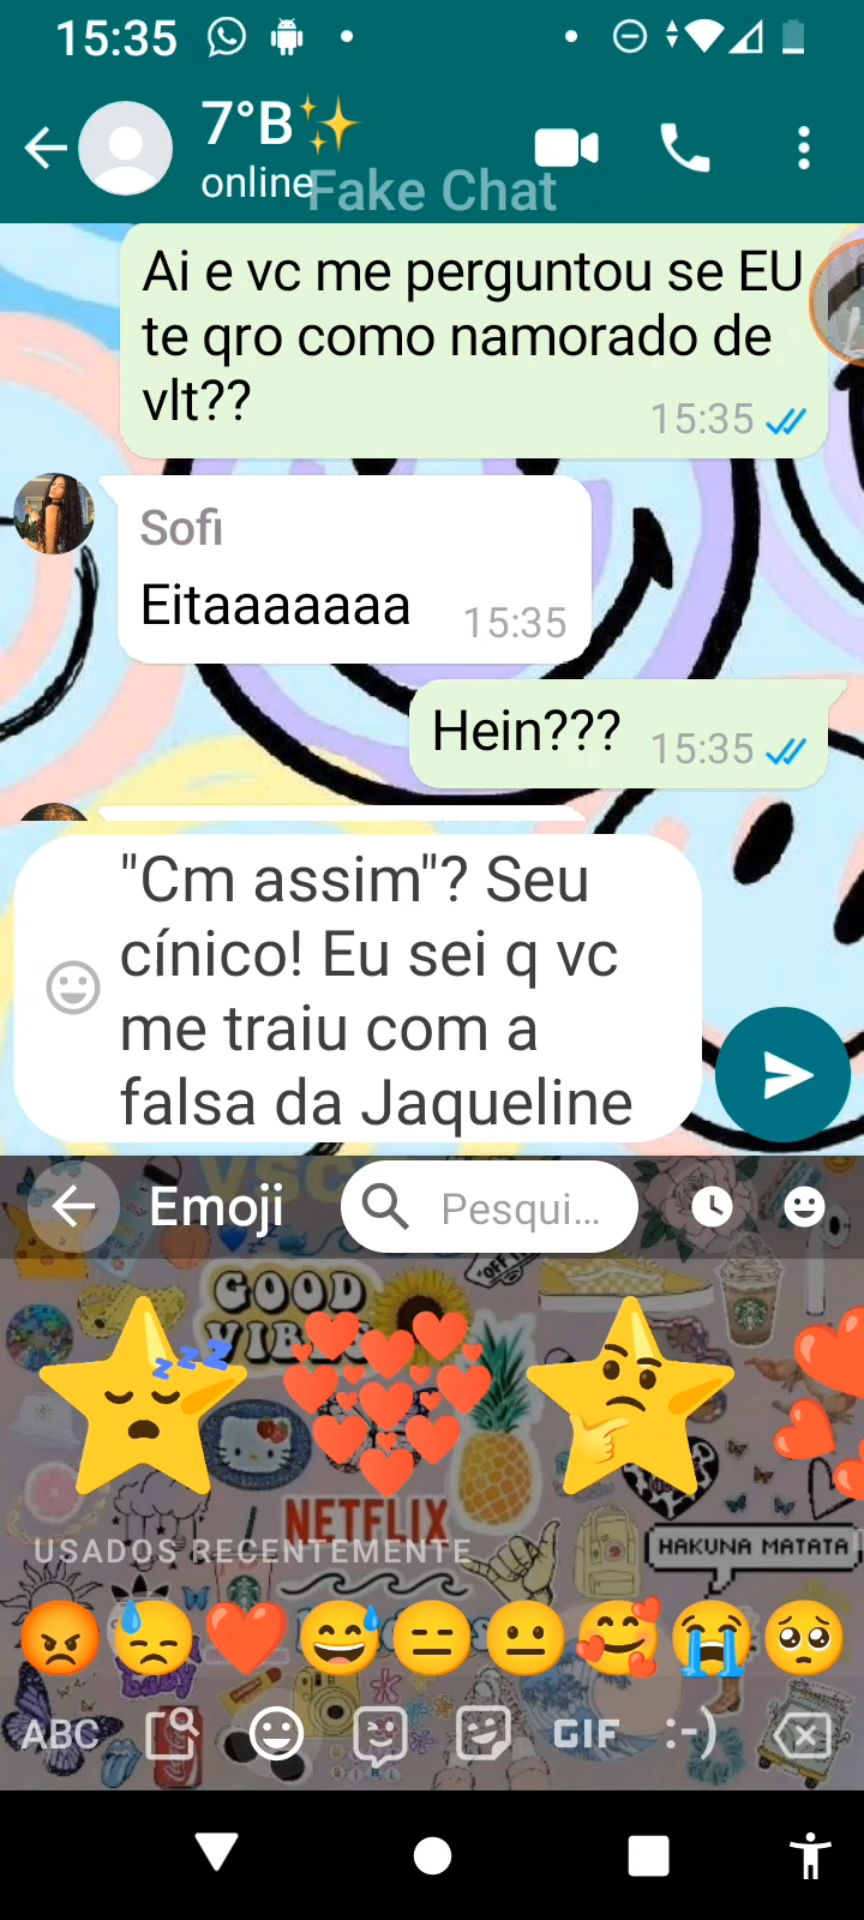 15:35
7°B✨
online
Fake Chat
Ai e vc me perguntou se EU
te qro como namorado de
vlt??
15:35
Sofi
Eitaaaaaaa
15:35
Hein???
15:35
"Cm assim"? Seu
cínico! Eu sei q vc
me traiu com a
falsa da Jaqueline
Emoji
Pesqui...
GOOD
VIBES
NETFLIX
USADOS RECENTEMENTE
HAKUNA MATATA
baby
ABC
GIF
:-)